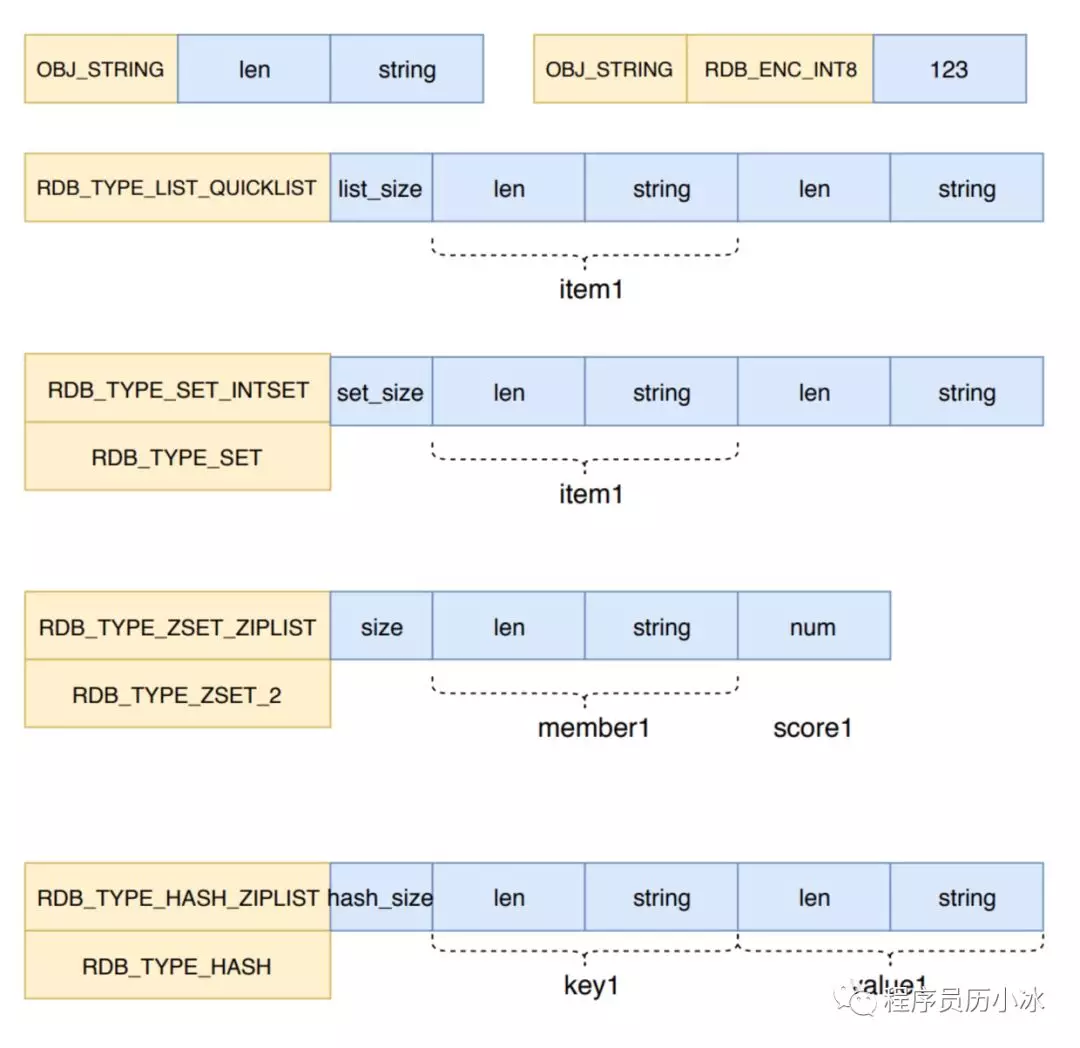 OBJ_STRING len string OBJ_STRING RDB_ENC_INT8 123
RDB_TYPE_LIST_QUICKLIST list_size len string len string
item1
RDB_TYPE_SET_INTSET set_size len string len string
RDB_TYPE_SET
item1
RDB_TYPE_ZSET_ZIPLIST size len string num
RDB_TYPE_ZSET_2
member1 score1
RDB_TYPE_HASH_ZIPLIST hash_size len string len string
RDB_TYPE_HASH
key1 value1
程序员历小冰